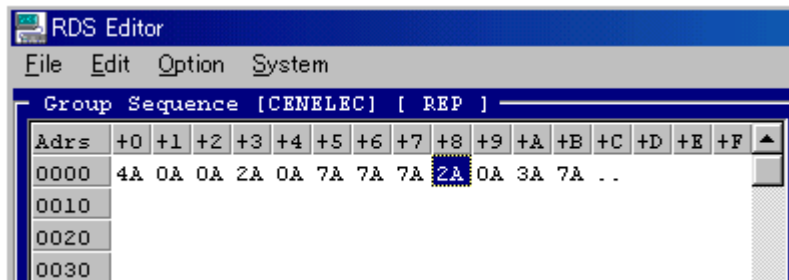 RDS Editor
File Edit Option System
Group Sequence [CENELEC] [ REP ]
Adrs +0 +1 +2 +3 +4 +5 +6 +7 +8 +9 +A +B +C +D +E +F
0000 4A 0A 0A 2A 0A 7A 7A 7A 2A 0A 3A 7A ..
0010
0020
0030